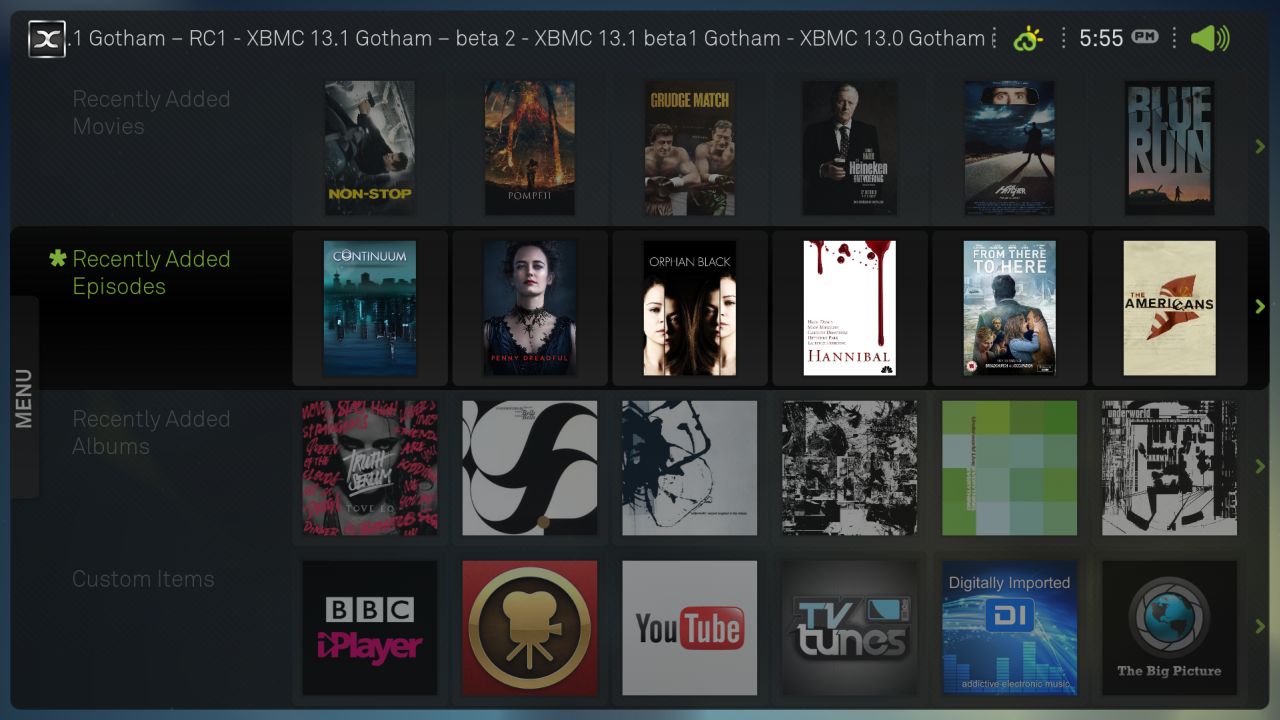 .1 Gotham – RC1 - XBMC 13.1 Gotham – beta 2 - XBMC 13.1 beta1 Gotham - XBMC 13.0 Gotham
5:55 PM
Recently Added
Movies
NON-STOP
POMPEII
GRUDGE MATCH
Heineken
ONTVOERING
HITCHER
BLUE
RUIN
* Recently Added
Episodes
CONTINUUM
PENNY DREADFUL
ORPHAN BLACK
HANNIBAL
FROM THERE
TO HERE
THE
AMERICANS
MENU
Recently Added
Albums
TRUTH
SERUM
TOVE LO
underworld
Custom Items
BBC
iPlayer
YouTube
TV
tunes
Digitally Imported
DI
addictive electronic music
The Big Picture